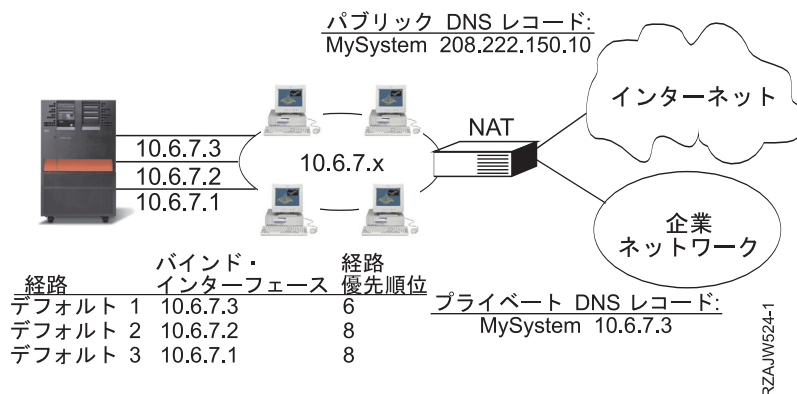 パブリック DNS レコード:
MySystem 208.222.150.10
インターネット
NAT
10.6.7.3
10.6.7.2
10.6.7.1
10.6.7.x
企業
ネットワーク
バインド・ 経路
経路 インターフェース 優先順位
デフォルト 1 10.6.7.3 6
デフォルト 2 10.6.7.2 8
デフォルト 3 10.6.7.1 8
プライベート DNS レコード:
MySystem 10.6.7.3
RZAJW524-1